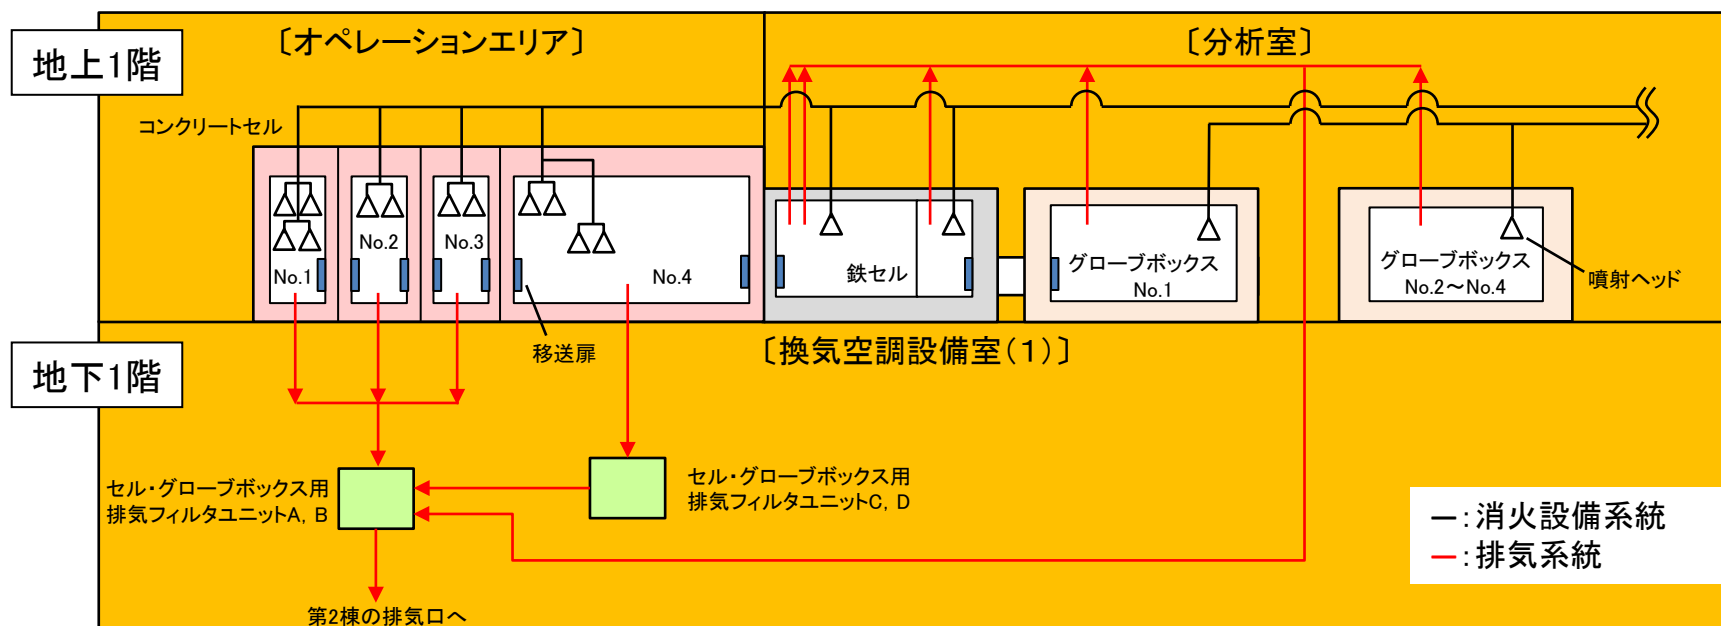 地上1階
〔オペレーションエリア〕
〔分析室〕
コンクリートセル
No.1
No.2
No.3
No.4
鉄セル
グローブボックス
No.1
グローブボックス
No.2～No.4
噴射ヘッド
移送扉
地下1階
〔換気空調設備室(1)〕
セル・グローブボックス用
排気フィルタユニットA, B
セル・グローブボックス用
排気フィルタユニットC, D
第2棟の排気口へ
―:消火設備系統
―:排気系統